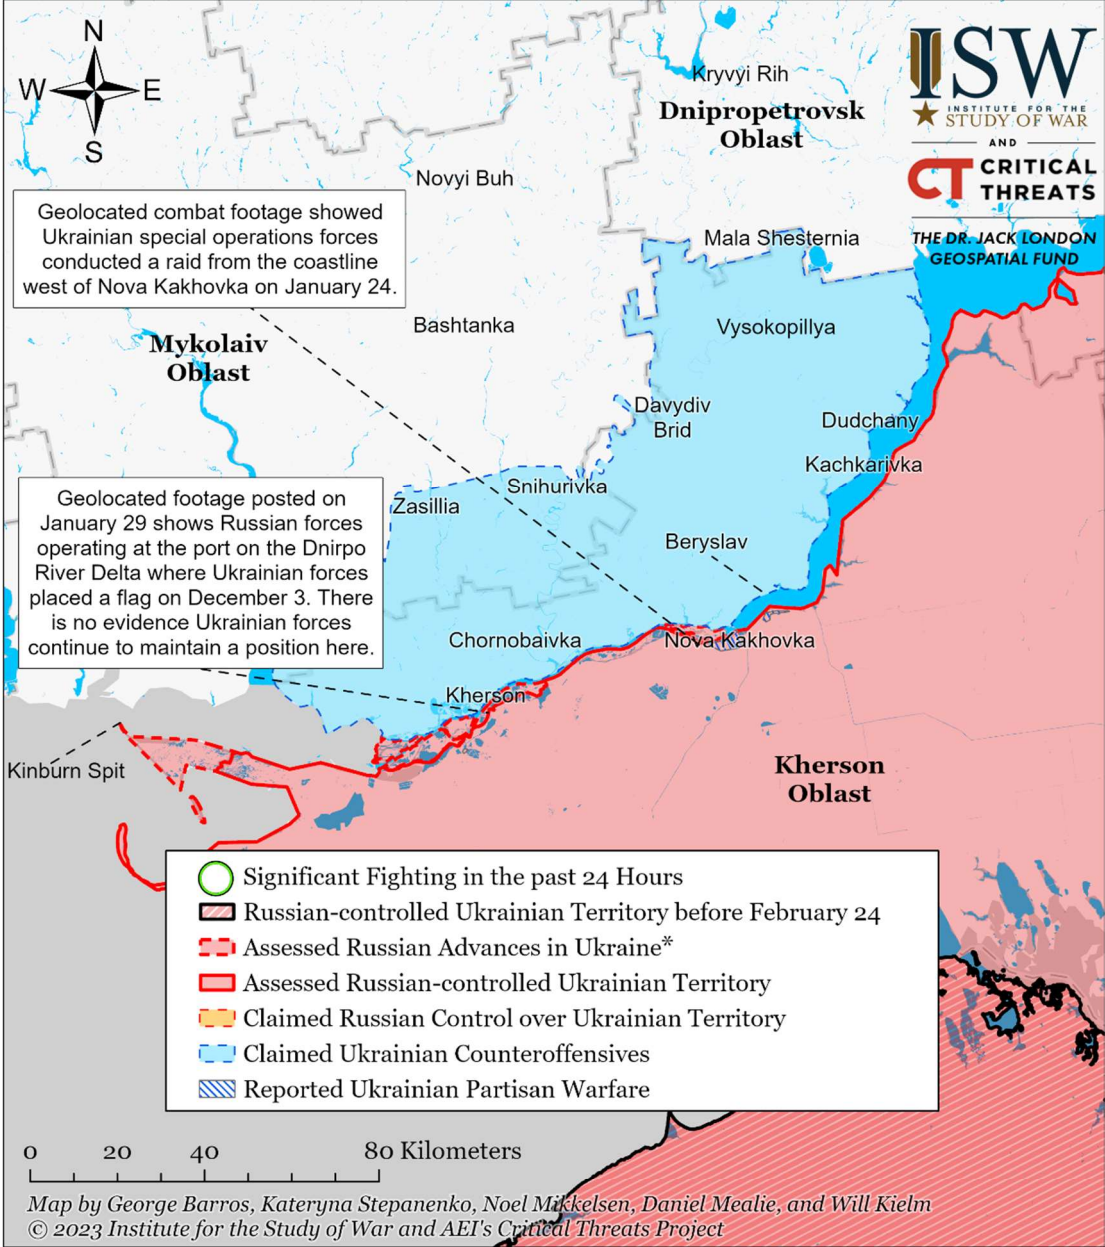 N
W E
S
Kryvyi Rih
Dnipropetrovsk
Oblast
ISW
INSTITUTE FOR THE
STUDY OF WAR
AND
CT CRITICAL
THREATS
THE DR. JACK LONDON
GEOSPATIAL FUND
Novyi Buh
Geolocated combat footage showed
Ukrainian special operations forces
conducted a raid from the coastline
west of Nova Kakhovka on January 24.
Mala Shesternia
Bashtanka
Vysokopillya
Mykolaiv
Oblast
Davydiv
Brid
Dudchany
Kachkarivka
Snihurivka
Zasillia
Geolocated footage posted on
January 29 shows Russian forces
operating at the port on the Dnirpo
River Delta where Ukrainian forces
placed a flag on December 3. There
is no evidence Ukrainian forces
continue to maintain a position here.
Beryslav
Chornobaivka
Nova Kakhovka
Kherson
Kinburn Spit
Kherson
Oblast
Significant Fighting in the past 24 Hours
Russian-controlled Ukrainian Territory before February 24
Assessed Russian Advances in Ukraine*
Assessed Russian-controlled Ukrainian Territory
Claimed Russian Control over Ukrainian Territory
Claimed Ukrainian Counteroffensives
Reported Ukrainian Partisan Warfare
0 20 40 80 Kilometers
Map by George Barros, Kateryna Stepanenko, Noel Mikkelsen, Daniel Mealie, and Will Kielm
© 2023 Institute for the Study of War and AEI's Critical Threats Project